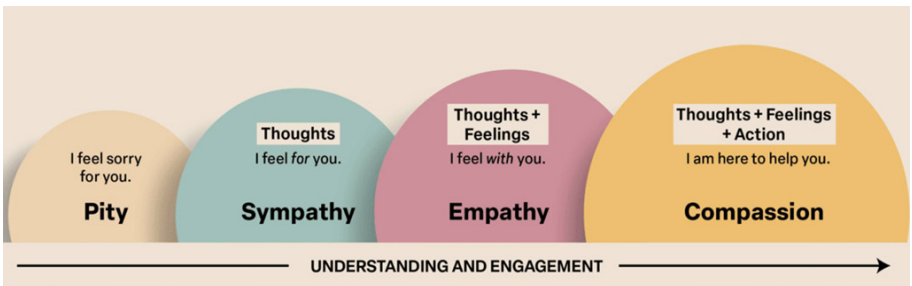 I feel sorry
for you.
Pity
Thoughts
I feel for you.
Sympathy
Thoughts +
Feelings
I feel with you.
Empathy
Thoughts + Feelings
+ Action
I am here to help you.
Compassion
UNDERSTANDING AND ENGAGEMENT